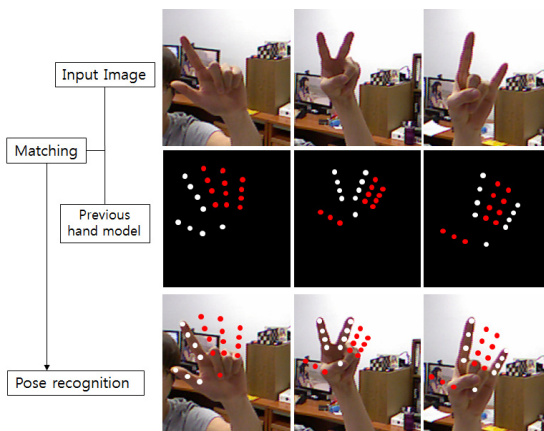 Input Image
Matching
Previous
hand model
Pose recognition